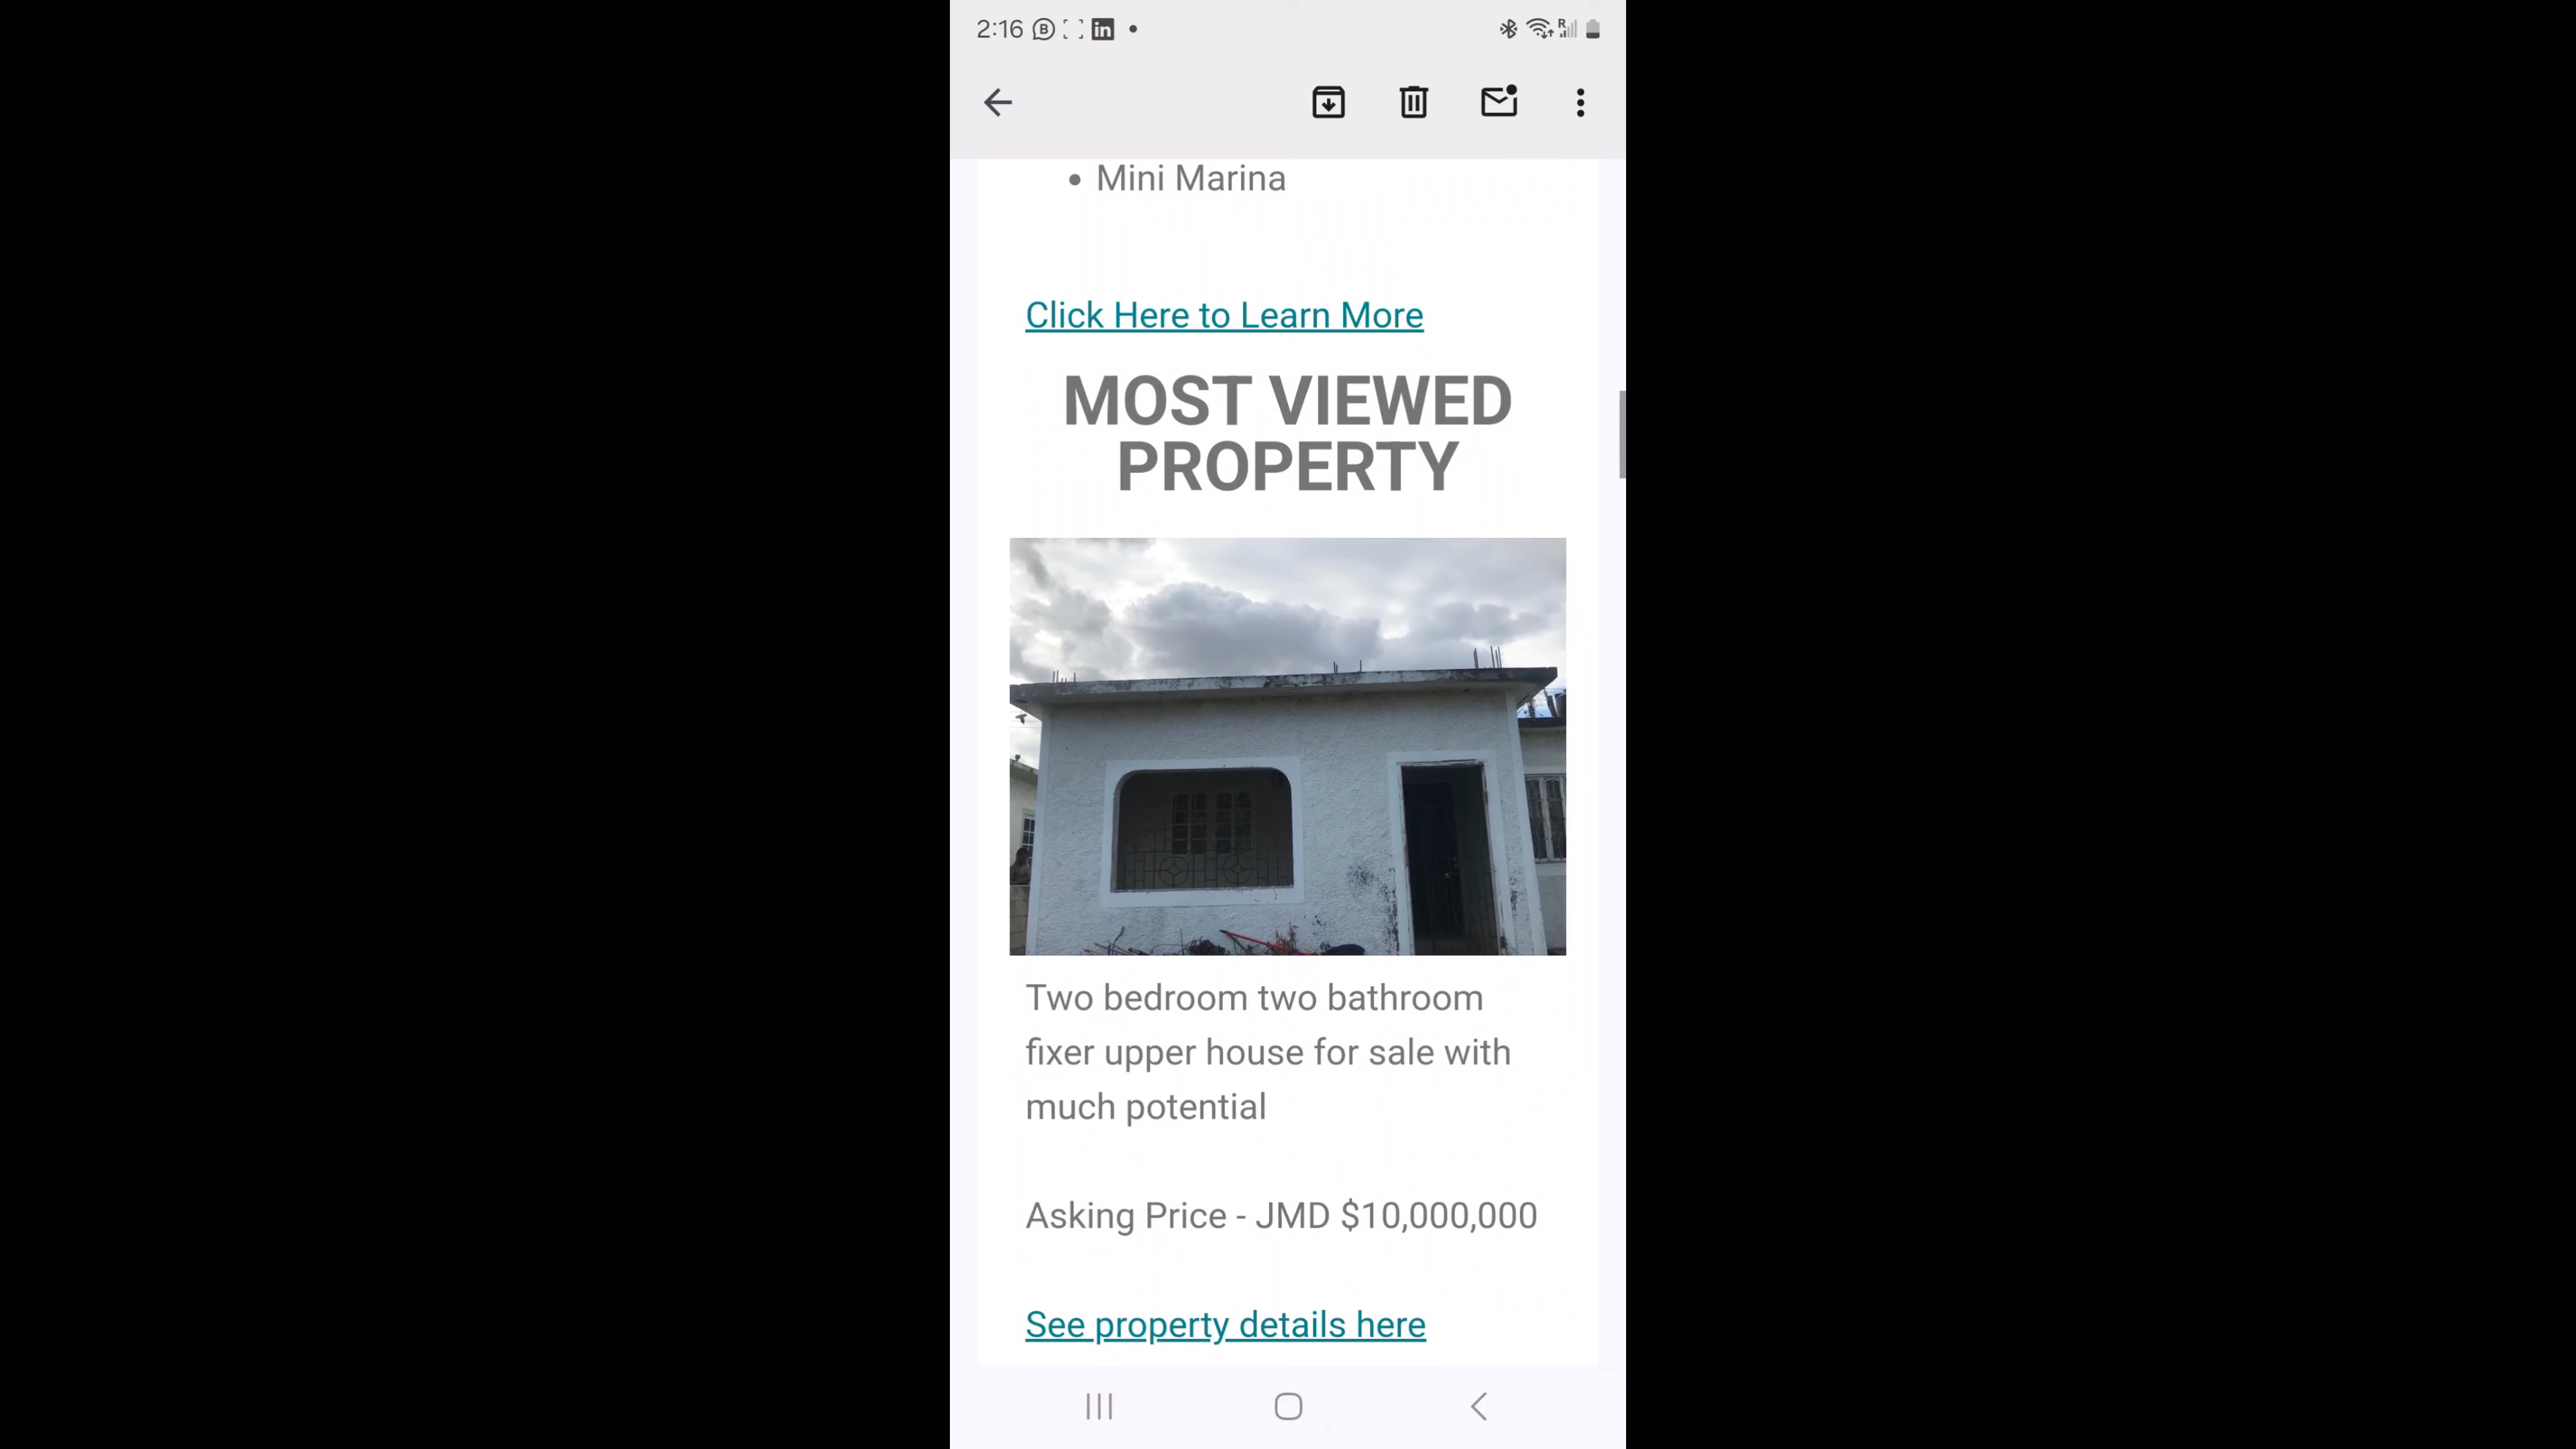 2:16
Mini Marina
Click Here to Learn More
MOST VIEWED
PROPERTY
Two bedroom two bathroom
fixer upper house for sale with
much potential
Asking Price - JMD $10,000,000
See property details here